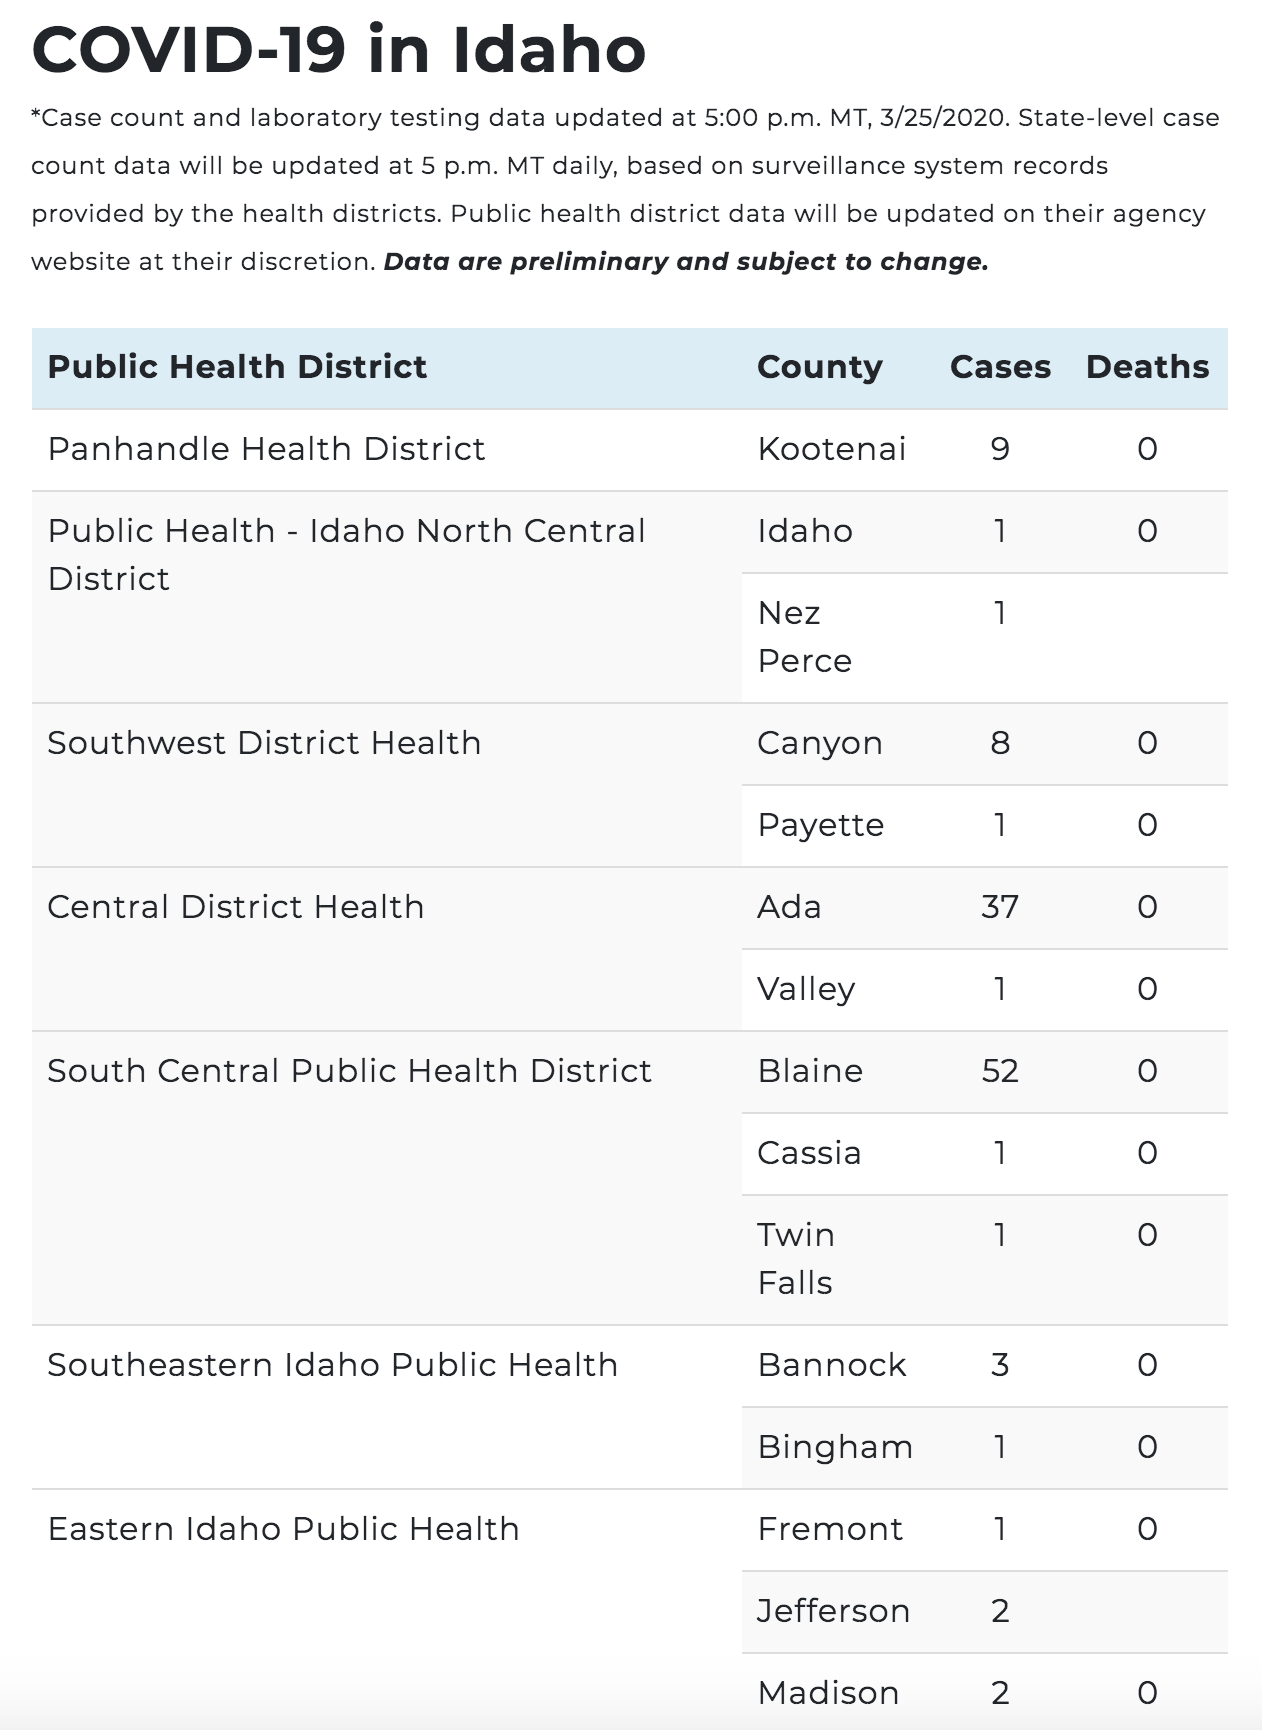 COVID-19 in Idaho
*Case count and laboratory testing data updated at 5:00 p.m. MT, 3/25/2020. State-level case
count data will be updated at 5 p.m. MT daily, based on surveillance system records
provided by the health districts. Public health district data will be updated on their agency
website at their discretion. Data are preliminary and subject to change.
Public Health District County Cases Deaths
Panhandle Health District Kootenai 9 0
Public Health - Idaho North Central Idaho 1 0
District
Nez 1
Perce
Southwest District Health Canyon 8 0
Payette 1 0
Central District Health Ada 37 0
Valley 1 0
South Central Public Health District Blaine 52 0
Cassia 1 0
Twin 1 0
Falls
Southeastern Idaho Public Health Bannock 3 0
Bingham 1 0
Eastern Idaho Public Health Fremont 1 0
Jefferson 2
Madison 2 0